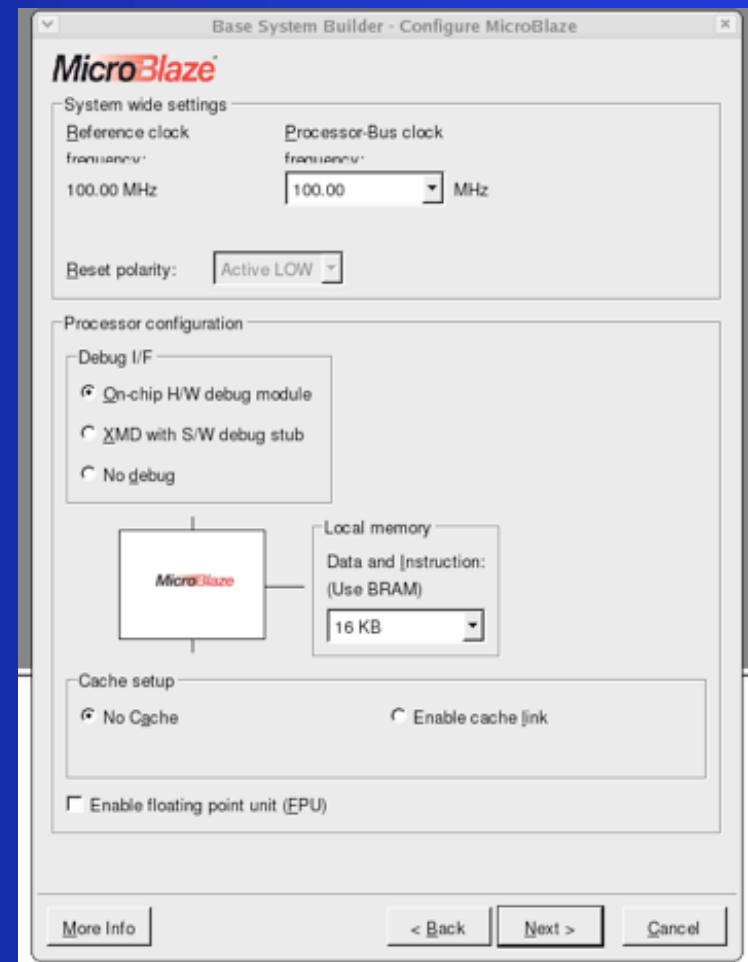 Base System Builder - Configure MicroBlaze
MicroBlaze
System wide settings
Reference clock Processor-Bus clock
frequency: frequency:
100.00 MHz 100.00 MHz
Reset polarity: Active LOW
Processor configuration
Debug I/F
On-chip H/W debug module
XMD with S/W debug stub
No debug
Local memory
Data and Instruction:
MicroBlaze
(Use BRAM)
16 KB
Cache setup
No Cache Enable cache link
Enable floating point unit (FPU)
More Info < Back Next > Cancel